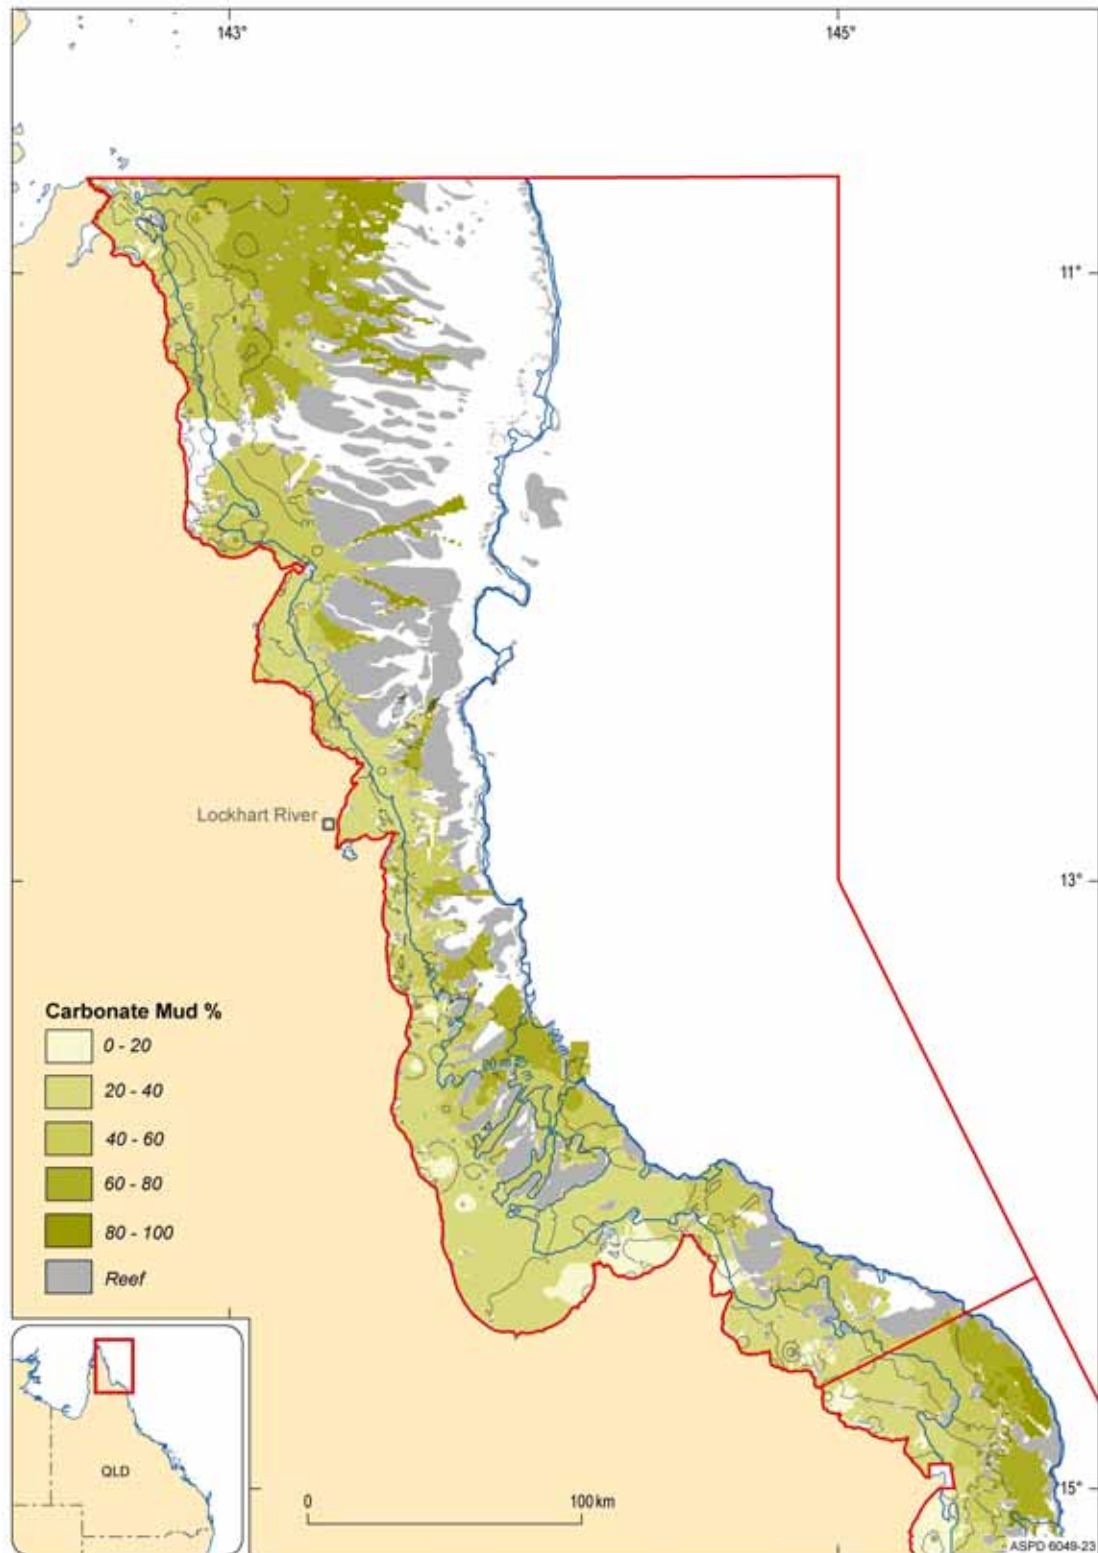 143°
145°
11°
Lockhart River
13°
Carbonate Mud %
0 - 20
20 - 40
40 - 60
60 - 80
80 - 100
Reef
QLD
0
100 km
15°
ASPD 6049-23